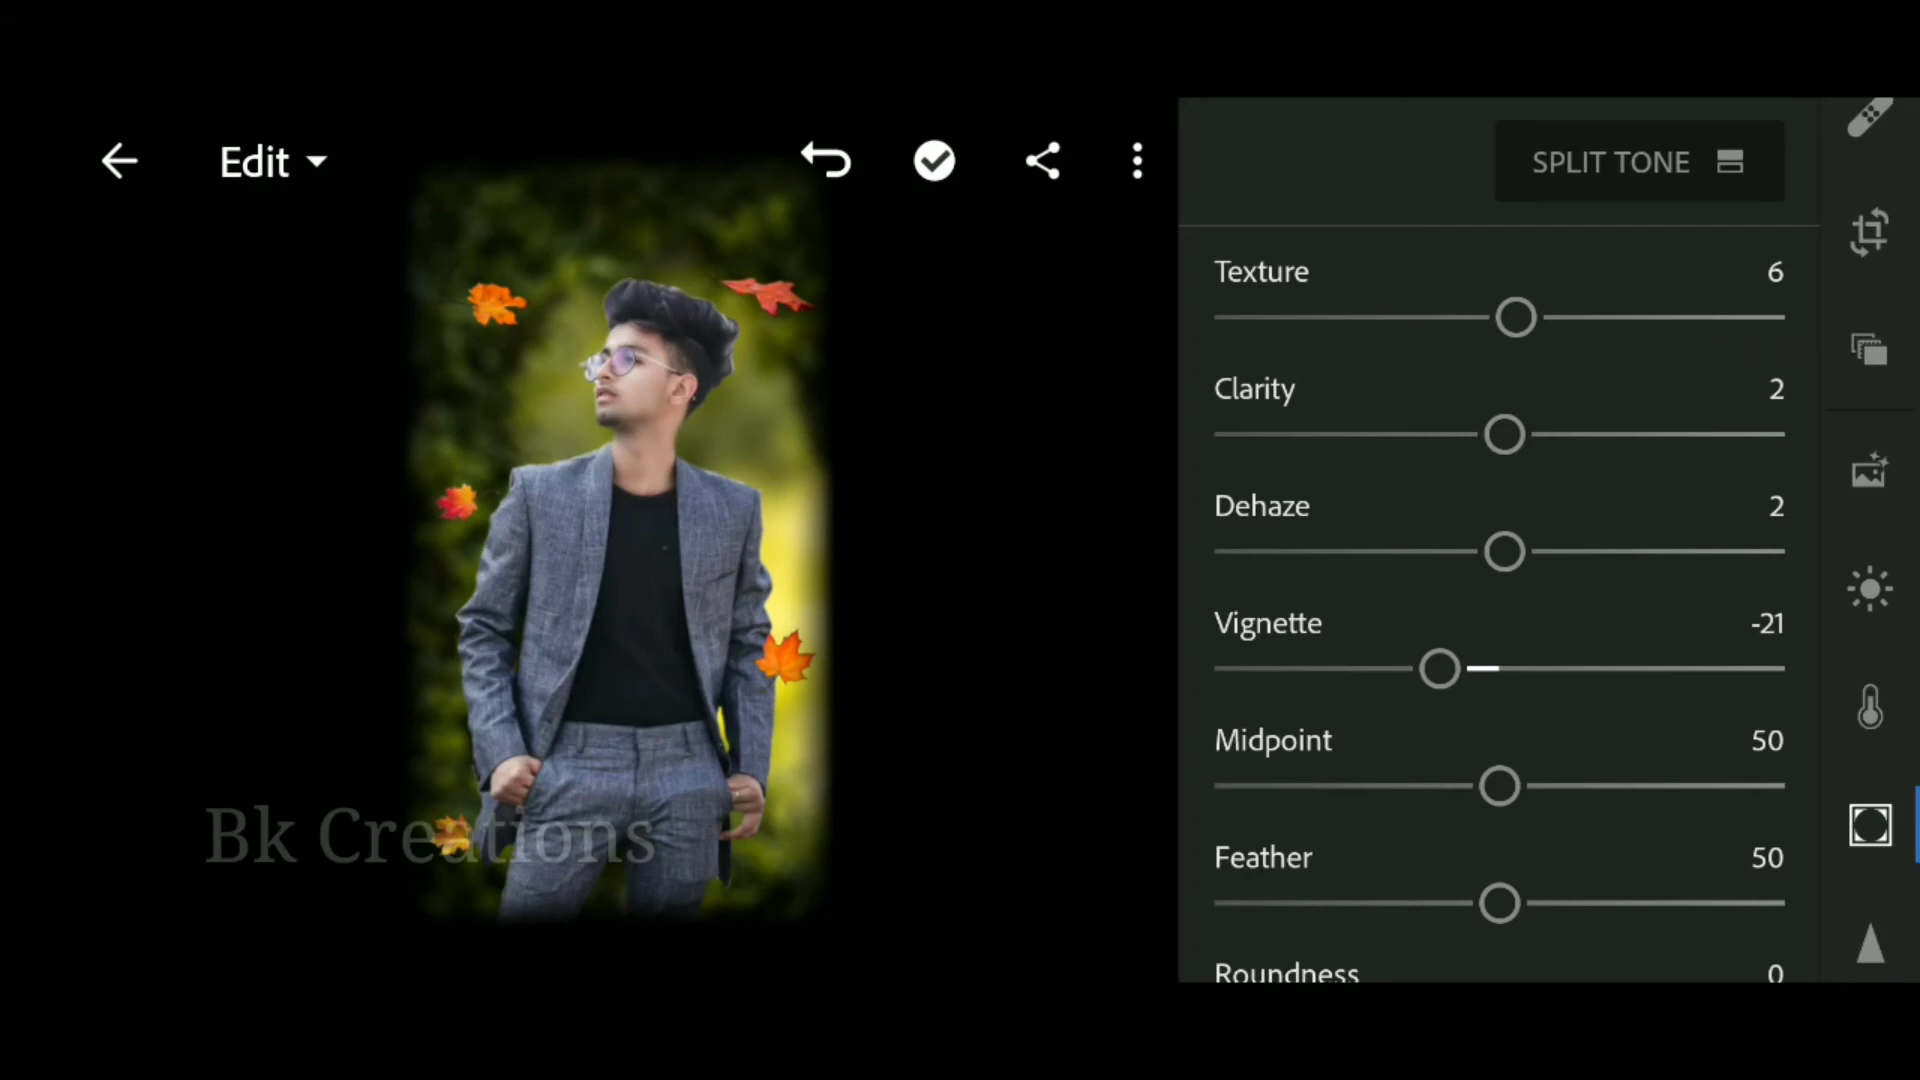 Edit
SPLIT TONE
Texture 6
Clarity 2
Dehaze 2
Vignette -21
Midpoint 50
Feather 50
Roundness 0
Bk Creations